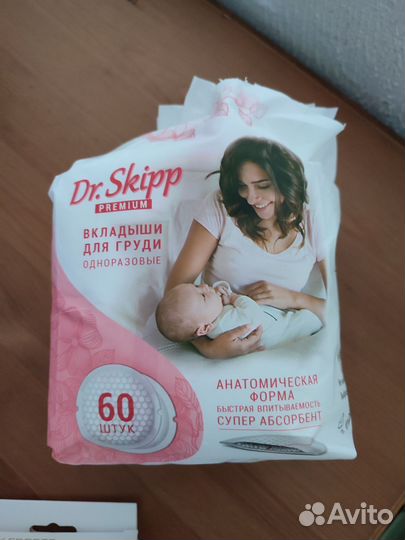 Dr. Skipp
PREMIUM
ВКЛАДЫШИ
ДЛЯ ГРУДИ
ОДНОРАЗОВЫЕ
60
ШТУК
АНАТОМИЧЕСКАЯ
ФОРМА
БЫСТРАЯ ВПИТЫВАЕМОСТЬ
СУПЕР АБСОРБЕНТ
Avito